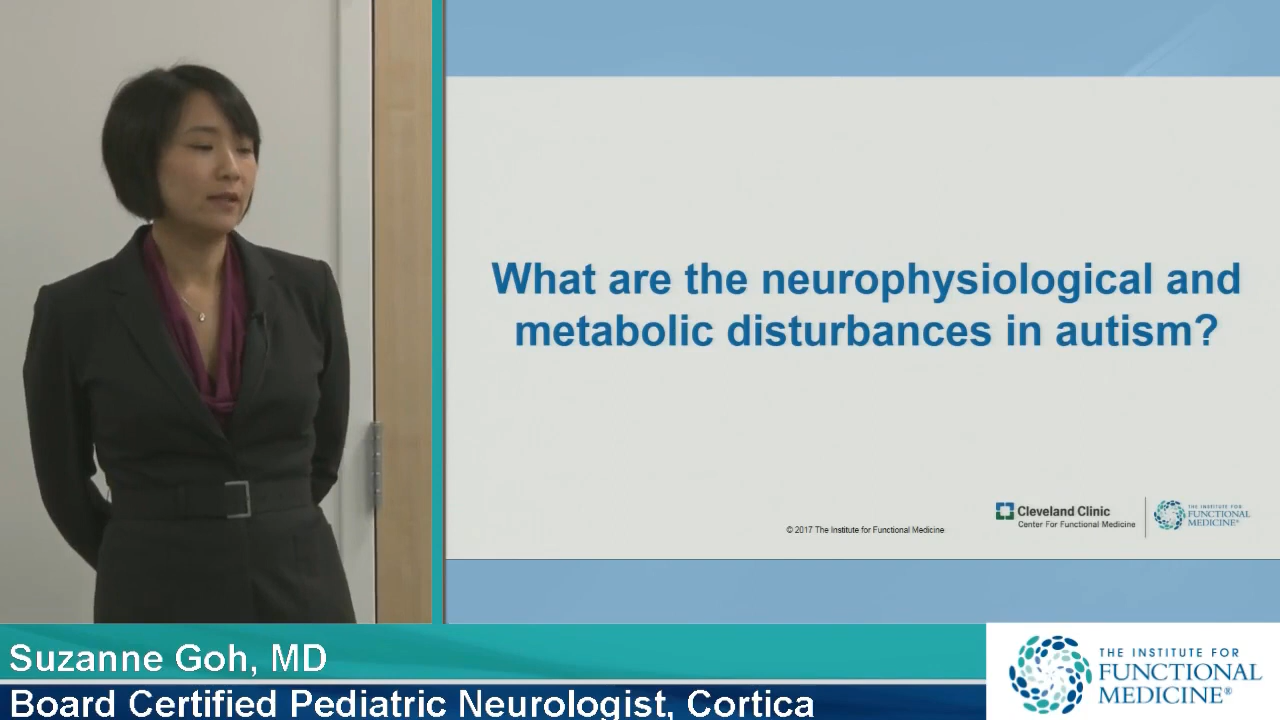 What are the neurophysiological and
metabolic disturbances in autism?
Cleveland Clinic
Center For Functional Medicine
THE INSTITUTE FOR
FUNCTIONAL
MEDICINE®
© 2017 The Institute for Functional Medicine
Suzanne Goh, MD
Board Certified Pediatric Neurologist, Cortica
THE INSTITUTE FOR
FUNCTIONAL
MEDICINE®